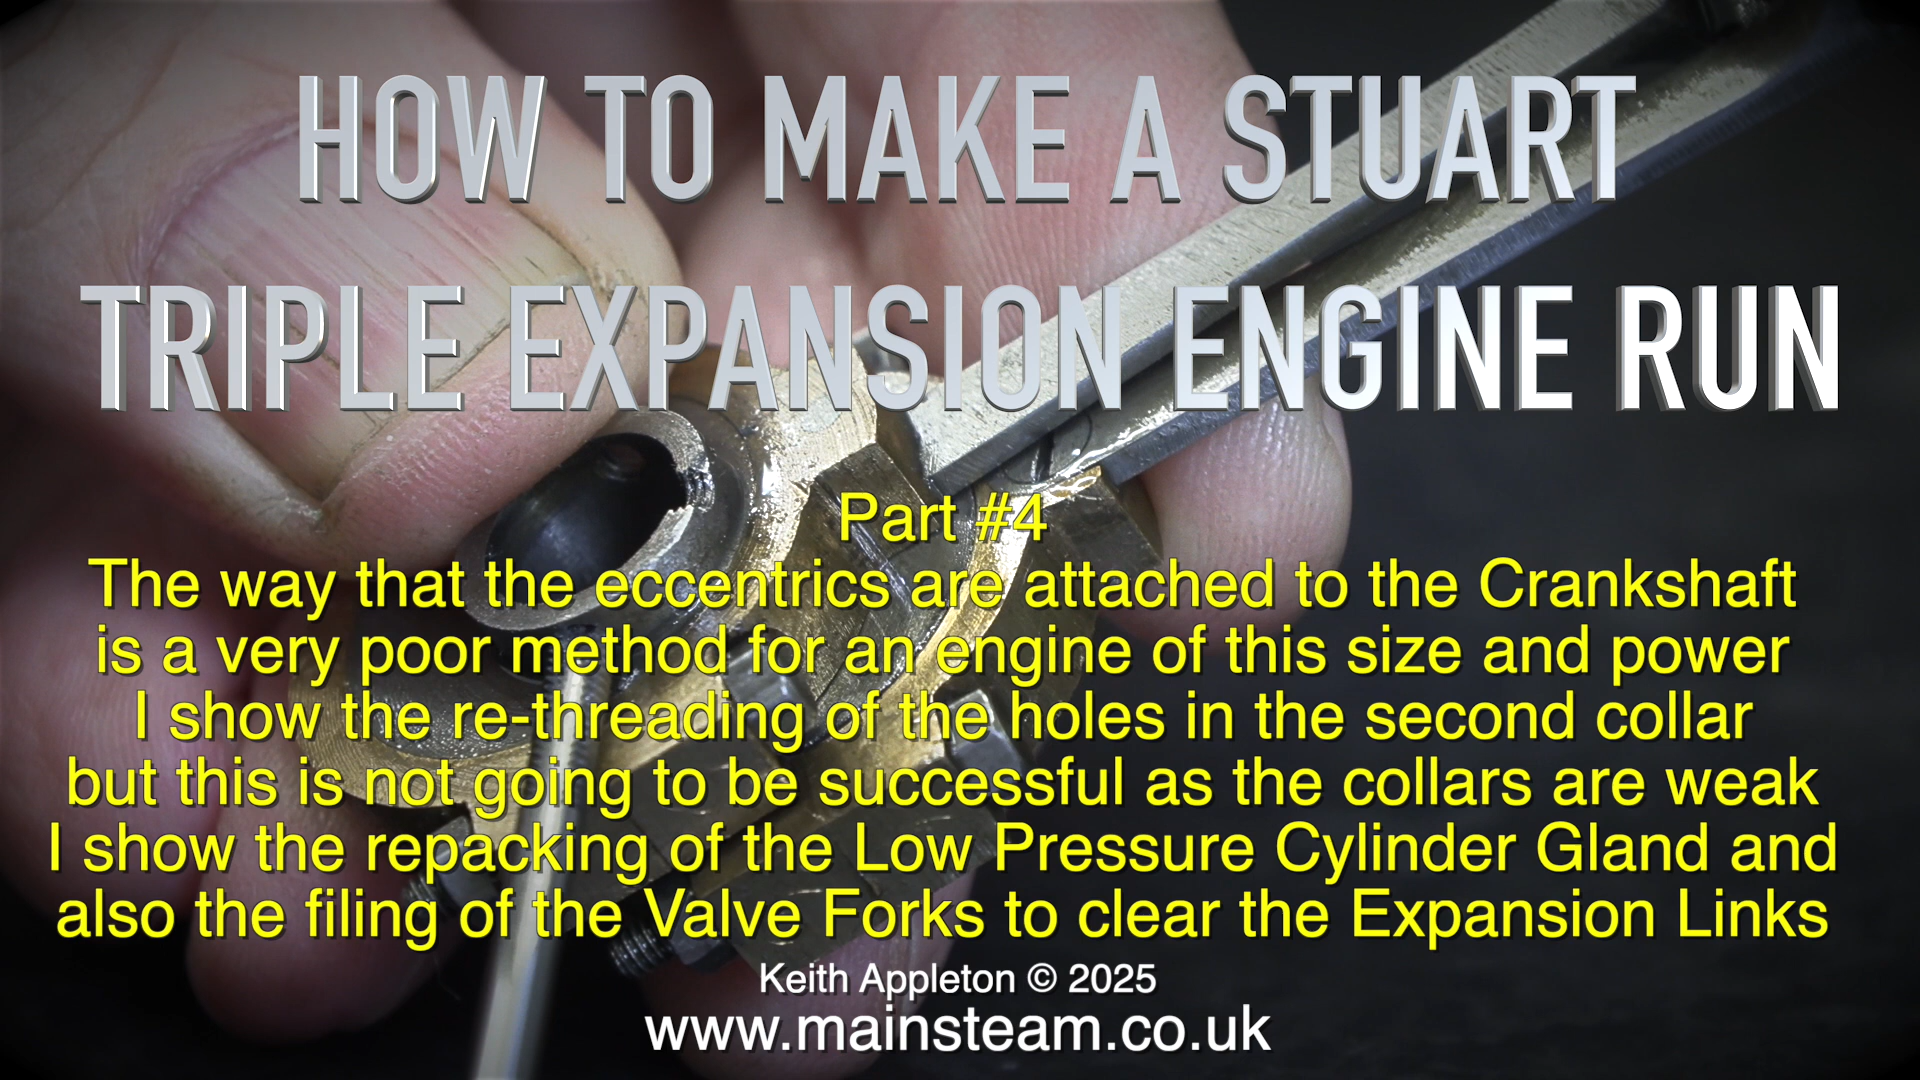 HOW TO MAKE A STUART
TRIPLE EXPANSION ENGINE RUN
Part #4
The way that the eccentrics are attached to the Crankshaft
is a very poor method for an engine of this size and power
I show the re-threading of the holes in the second collar
but this is not going to be successful as the collars are weak
I show the repacking of the Low Pressure Cylinder Gland and
also the filing of the Valve Forks to clear the Expansion Links
Keith Appleton © 2025
www.mainsteam.co.uk